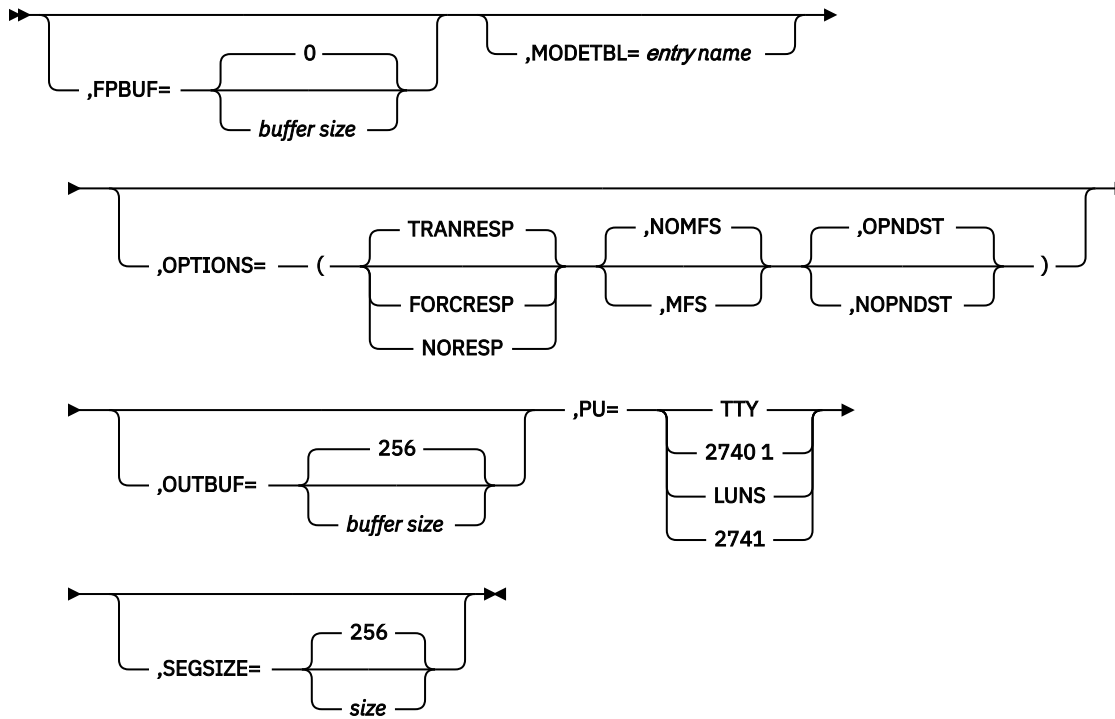 0
,FPBUF=
buffer size
,MODETBL= entry name
,OPTIONS= (
TRANRESP
FORCRESP
NORESP
,NOMFS
,MFS
,OPNDST
,NOPNDST
)
,OUTBUF=
256
buffer size
,PU=
TTY
2740 1
LUNS
2741
,SEGSIZE=
256
size